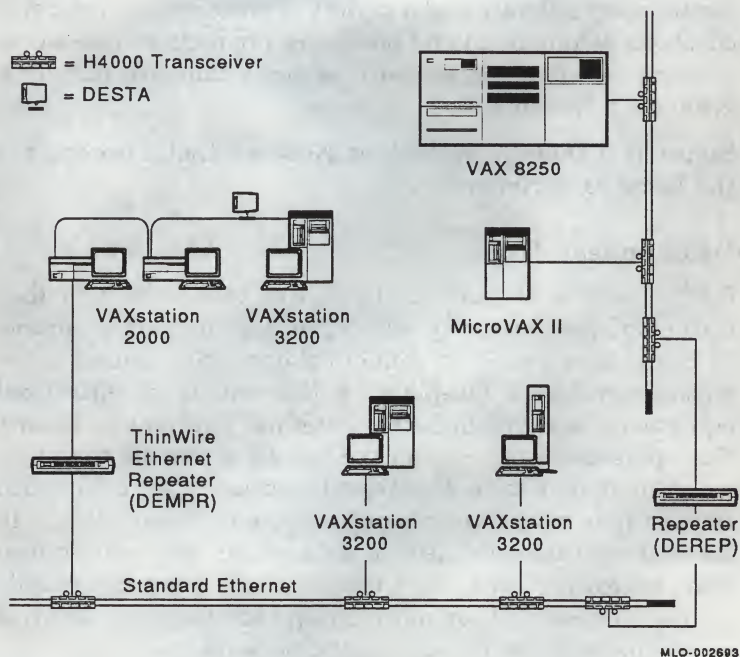 = H4000 Transceiver
= DESTA
VAX 8250
VAXstation
2000
VAXstation
3200
MicroVAX II
ThinWire
Ethernet
Repeater
(DEMPR)
VAXstation
3200
VAXstation
3200
Repeater
(DEREP)
Standard Ethernet
MLO-002693